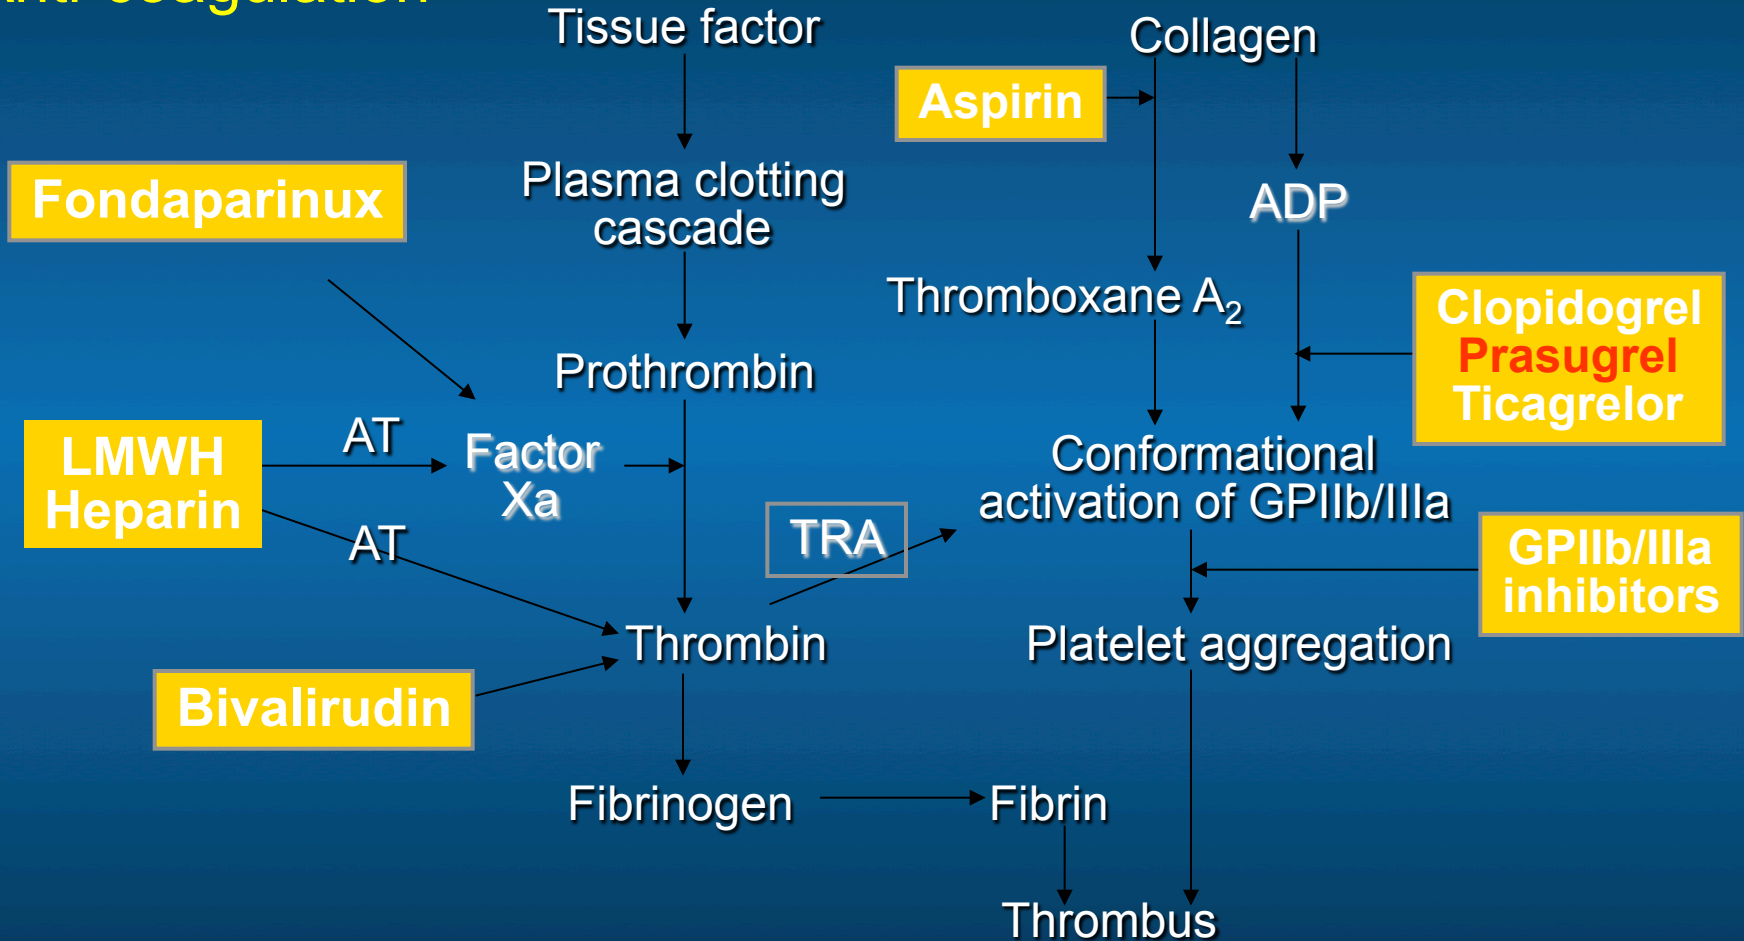 coagulation
Tissue factor
Collagen
Aspirin
Fondaparinux
Plasma clotting
cascade
ADP
Thromboxane A₂
Clopidogrel
Prasugrel
Ticagrelor
Prothrombin
LMWH
Heparin
AT
Factor
Xa
AT
Conformational
activation of GPIIb/IIIa
TRA
GPIIb/IIIa
inhibitors
Thrombin
Platelet aggregation
Bivalirudin
Fibrinogen
Fibrin
Thrombus